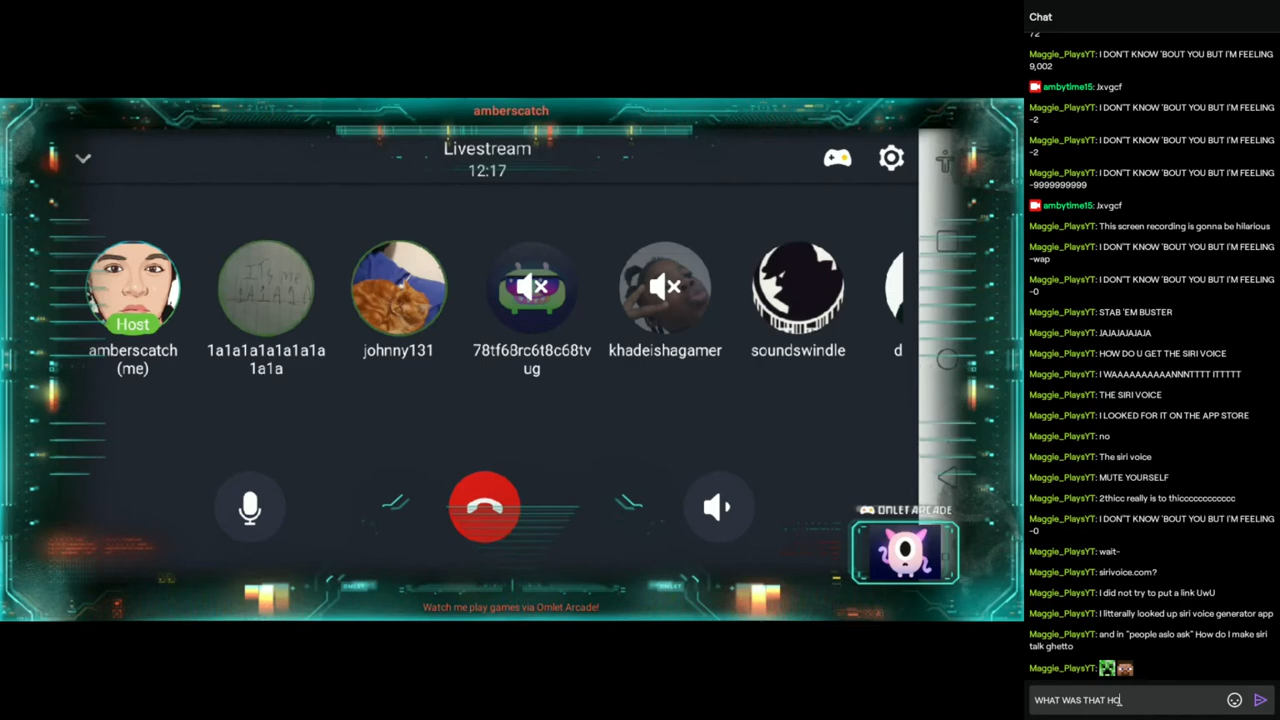 amberscatch
Livestream
12:17
Host
amberscatch
(me)
1a1a1a1a1a1a1a
1a1a
johnny131
78tf68rc6t8c68tv
ug
khadeishagamer
soundswindle
d
OMLET ARCADE
Watch me play games via Omlet Arcade!
Chat
72
Maggie_PlaysYT: I DON'T KNOW 'BOUT YOU BUT I'M FEELING
9,002
ambytime15: Jxvgcf
Maggie_PlaysYT: I DON"T KNOW 'BOUT YOU BUT I'M FEELING
-2
Maggie_PlaysYT: I DON'T KNOW 'BOUT YOU BUT I'M FEELING
-2
Maggie_PlaysYT: I DON'T KNOW 'BOUT YOU BUT I'M FEELING
-9999999999
ambytime15: Jxvgcf
Maggie_PlaysYT: This screen recording is gonna be hilarious
Maggie_PlaysYT: I DON'T KNOW 'BOUT YOU BUT I'M FEELING
-wap
Maggie_PlaysYT: I DON'T KNOW 'BOUT YOU BUT I'M FEELING
-0
Maggie_PlaysYT: STAB 'EM BUSTER
Maggie_PlaysYT: JAJAJAJAJAJA
Maggie_PlaysYT: HOW DO U GET THE SIRI VOICE
Maggie_PlaysYT: I WAAAAAAAAAANNNTTTT ITTTTT
Maggie_PlaysYT: THE SIRI VOICE
Maggie_PlaysYT: I LOOKED FOR IT ON THE APP STORE
Maggie_PlaysYT: no
Maggie_PlaysYT: The siri voice
Maggie_PlaysYT: MUTE YOURSELF
Maggie_PlaysYT: 2thicc really is to thicccccccccccc
Maggie_PlaysYT: I DON"T KNOW 'BOUT YOU BUT I'M FEELING
-0
Maggie_PlaysYT: wait-
Maggie_PlaysYT: sirivoice.com?
Maggie_PlaysYT: I did not try to put a link UwU
Maggie_PlaysYT: I litterally looked up siri voice generator app
Maggie_PlaysYT: and in "people aslo ask" How do I make siri
talk ghetto
Maggie_PlaysYT:
WHAT WAS THAT HO